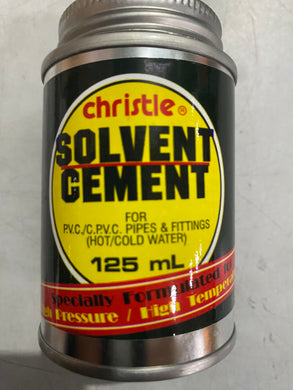 christle®
SOLVENT
CEMENT
FOR
P.V.C./C.P.V.C. PIPES & FITTINGS
(HOT/COLD WATER)
125 mL
Specially Formulated
Pressure / High